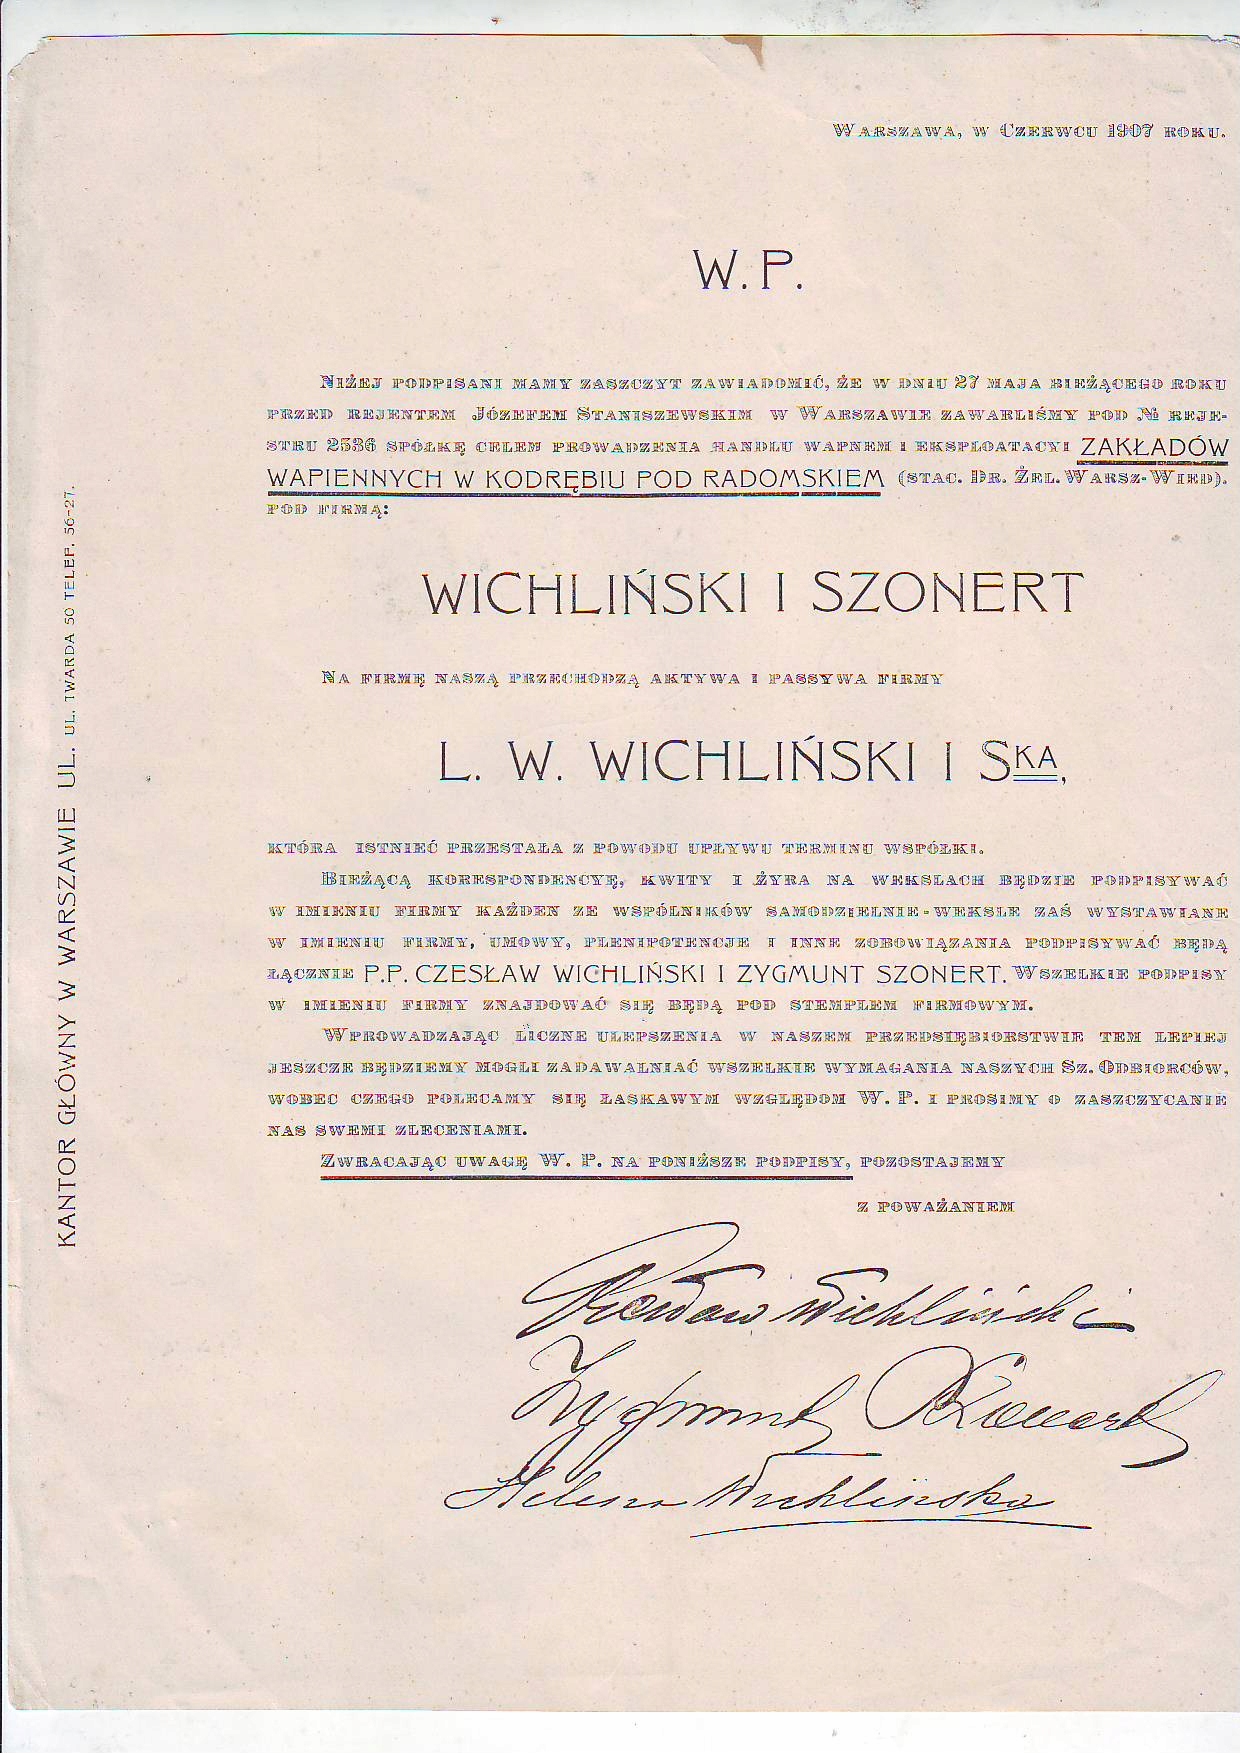 Warszawa, w Czerwcu 1907 roku.
W. P.
Niżej podpisani mamy zaszczyt zawiadomić, że w dniu 27 maja bieżącego roku
przed rejentem Józefem Staniszewskim w Warszawie zawarliśmy pod № reje-
stru 2536 spółkę celem prowadzenia handlu wapnem i eksploatacyi ZAKŁADÓW
WAPIENNYCH W KODRĘBIU POD RADOMSKIEM (stac. Dr. Żel. Warsz-Wied).
pod firmą:
WICHLIŃSKI I SZONERT
Na firmę naszą przechodzą aktywa i passywa firmy
L. W. WICHLIŃSKI I SKA,
która istnieć przestała z powodu upływu terminu wspólki.
Bieżącą korespondencyę, kwity i żyra na wekslach będzie podpisywać
w imieniu firmy każden ze wspólników samodzielnie-weksle zaś wystawiane
w imieniu firmy, umowy, plenipotencje i inne zobowiązania podpisywać będą
łącznie P.P. CZESŁAW WICHLIŃSKI I ZYGMUNT SZONERT. Wszelkie podpisy
w imieniu firmy znajdować się będą pod stemplem firmowym.
Wprowadzając liczne ulepszenia w naszem przedsiębiorstwie tem lepiej
jeszcze będziemy mogli zadawalniać wszelkie wymagania naszych Sz. Odbiorców,
wobec czego polecamy się łaskawym względom W. P. i prosimy o zaszczycanie
nas swemi zleceniami.
Zwracając uwagę W. P. na poniższe podpisy, pozostajemy
z poważaniem
Czesław Wichliński
Zygmunt Szonert
Helena Wichlińska
KANTOR GŁÓWNY W WARSZAWIE UL. UL. TWARDA 50 TELEF. 56-27.